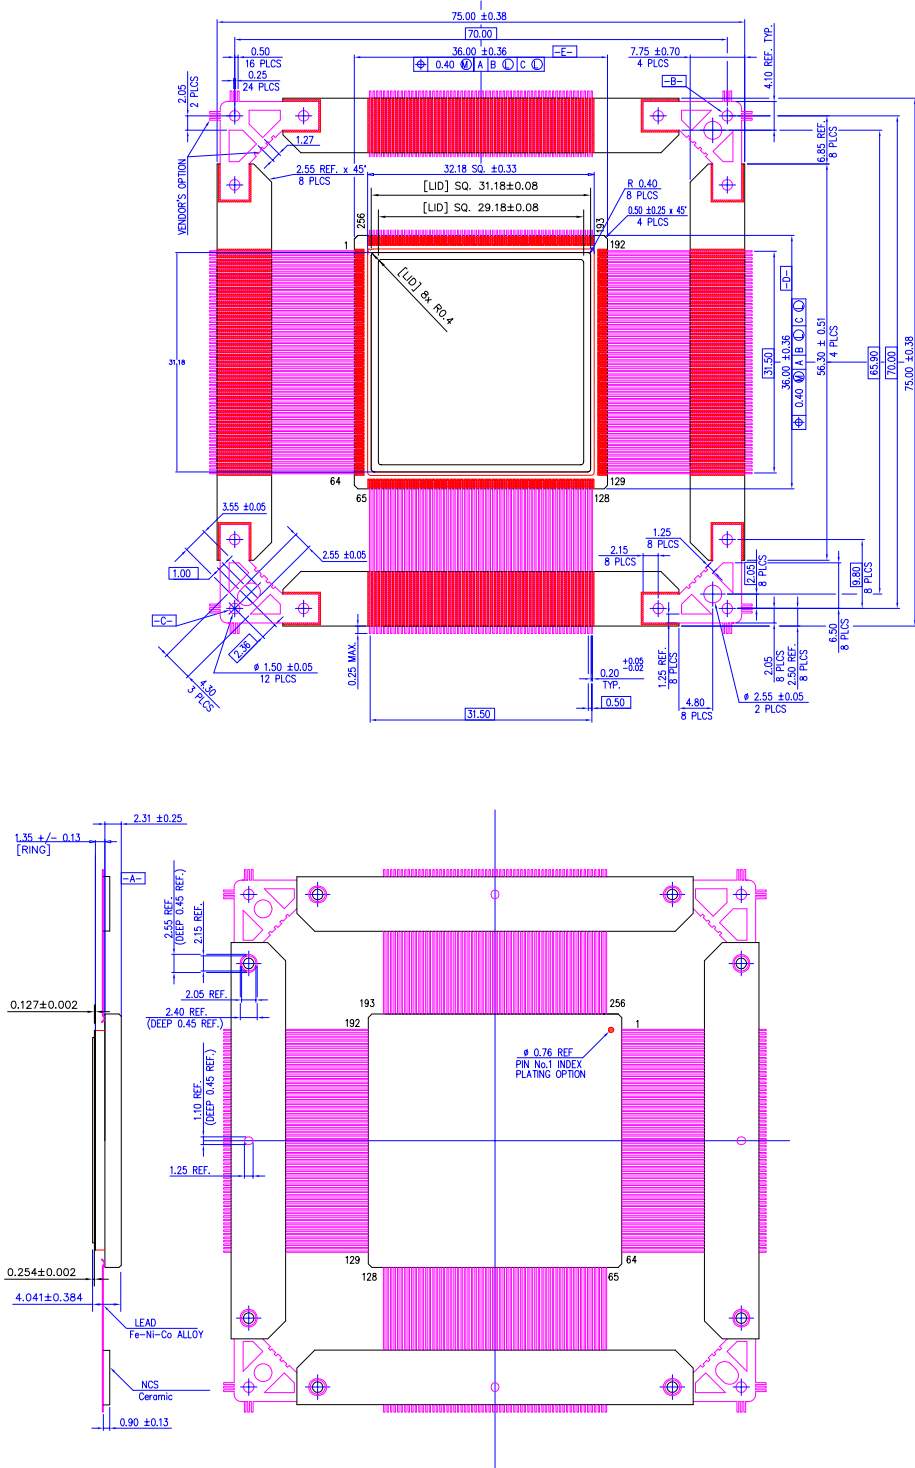 75.00 ±0.38
70.00
0.50
16 PLCS
0.25
24 PLCS
36.00 ±0.36
-E-
0.40 Ⓜ A B Ⓛ C Ⓛ
7.75 ±0.70
4 PLCS
4.10 REF. TYP.
-B-
2.05
2 PLCS
VENDOR'S OPTION
1.27
2.55 REF. x 45°
8 PLCS
32.18 SQ. ±0.33
[LID] SQ. 31.18±0.08
[LID] SQ. 29.18±0.08
R 0.40
8 PLCS
0.50 ±0.25 x 45°
4 PLCS
6.85 REF.
8 PLCS
256
193
1
192
[LID] 8x R0.4
31.18
-D-
31.50
36.00 ±0.36
0.40 Ⓜ A B Ⓛ C Ⓛ
56.30 ± 0.51
4 PLCS
65.90
70.00
75.00 ±0.38
64
65
129
128
3.55 ±0.05
2.55 ±0.05
1.00
-C-
2.36
ø 1.50 ±0.05
12 PLCS
4.30
3 PLCS
0.25 MAX.
31.50
2.15
8 PLCS
1.25
8 PLCS
2.05
8 PLCS
9.80
8 PLCS
6.50
8 PLCS
0.20 +0.05 -0.02
TYP.
0.50
1.25 REF.
8 PLCS
4.80
8 PLCS
2.05
8 PLCS
2.50 REF.
8 PLCS
ø 2.55 ±0.05
2 PLCS
2.31 ±0.25
1.35 +/- 0.13
[RING]
-A-
2.55 REF.
(DEEP 0.45 REF.)
2.15 REF.
0.127±0.002
2.05 REF.
2.40 REF.
(DEEP 0.45 REF.)
193
256
192
1
ø 0.76 REF
PIN No.1 INDEX
PLATING OPTION
1.10 REF.
(DEEP 0.45 REF.)
1.25 REF.
129
128
64
65
0.254±0.002
4.041±0.384
LEAD
Fe-Ni-Co ALLOY
NCS
Ceramic
0.90 ±0.13